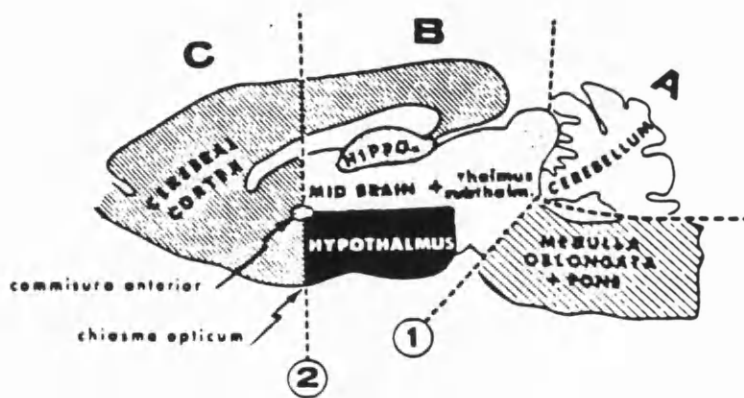 C
B
A
CEREBRAL
CORTEX
HIPPO.
MID BRAIN + thalmus
subthalm.
CEREBELLUM
HYPOTHALMUS
MEDULLA
OBLONGATA
+ PONS
commisura anterior
chiasma opticum
1
2